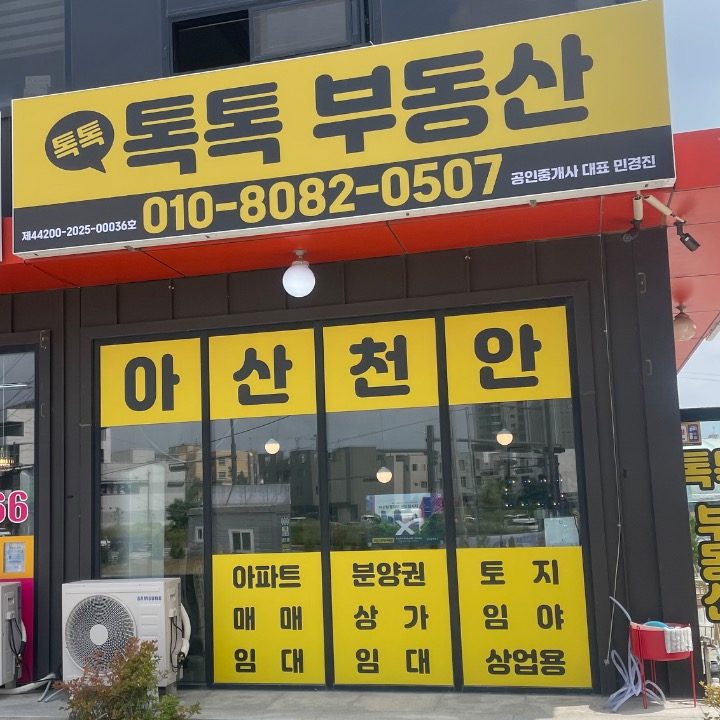 톡톡
톡톡 부동산
제44200-2025-00036호
010-8082-0507
공인중개사 대표 민경진
아 산 천 안
아파트
매 매
임 대
분양권
상 가
임 대
토 지
임 야
상업용
66
SAMSUNG